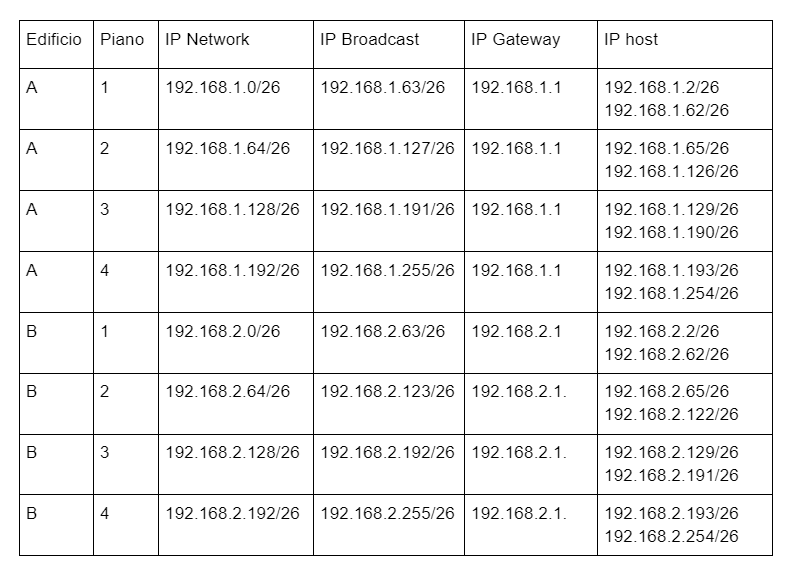 Edificio Piano IP Network IP Broadcast IP Gateway IP host
A 1 192.168.1.0/26 192.168.1.63/26 192.168.1.1 192.168.1.2/26
192.168.1.62/26
A 2 192.168.1.64/26 192.168.1.127/26 192.168.1.1 192.168.1.65/26
192.168.1.126/26
A 3 192.168.1.128/26 192.168.1.191/26 192.168.1.1 192.168.1.129/26
192.168.1.190/26
A 4 192.168.1.192/26 192.168.1.255/26 192.168.1.1 192.168.1.193/26
192.168.1.254/26
B 1 192.168.2.0/26 192.168.2.63/26 192.168.2.1 192.168.2.2/26
192.168.2.62/26
B 2 192.168.2.64/26 192.168.2.123/26 192.168.2.1. 192.168.2.65/26
192.168.2.122/26
B 3 192.168.2.128/26 192.168.2.192/26 192.168.2.1. 192.168.2.129/26
192.168.2.191/26
B 4 192.168.2.192/26 192.168.2.255/26 192.168.2.1. 192.168.2.193/26
192.168.2.254/26